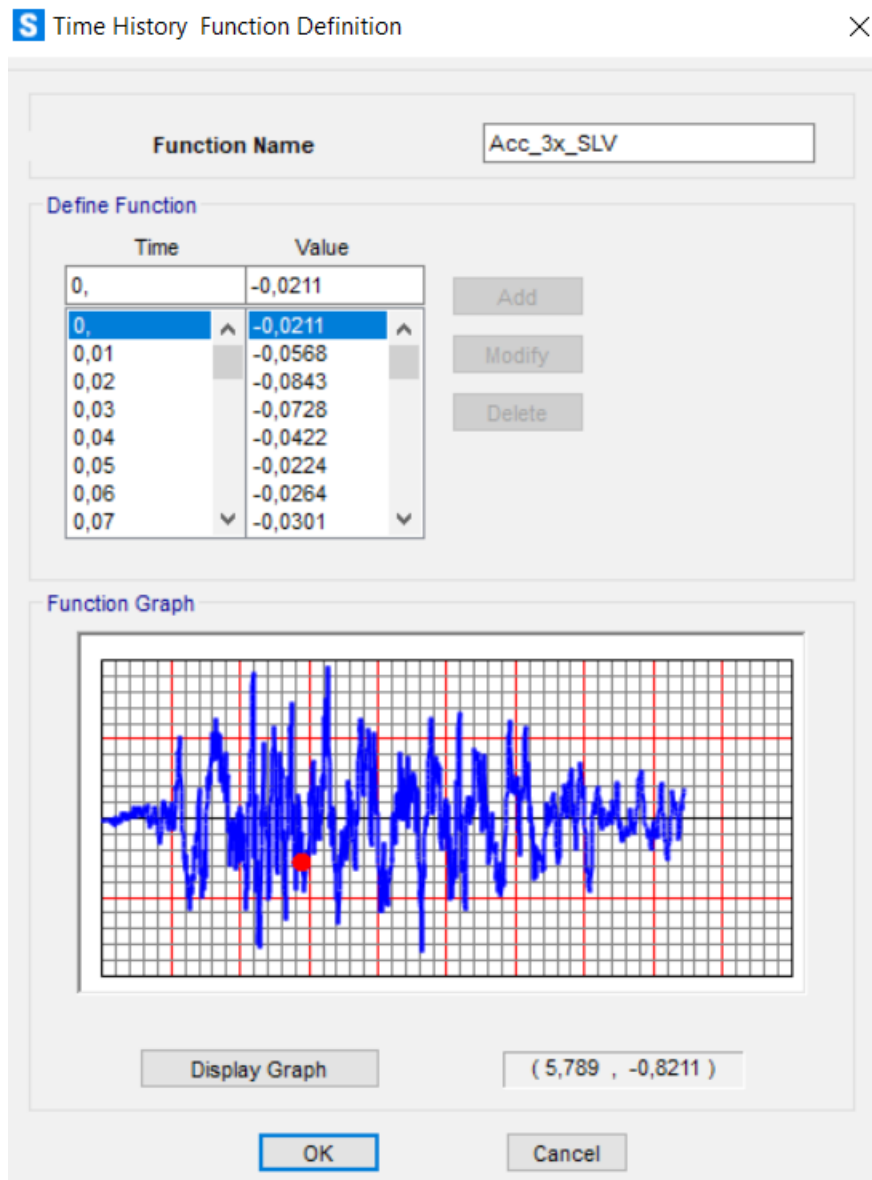 S Time History Function Definition
Function Name Acc_3x_SLV
Define Function
Time Value
0, -0,0211
Add
0, -0,0211
0,01 -0,0568
Modify
0,02 -0,0843
0,03 -0,0728
Delete
0,04 -0,0422
0,05 -0,0224
0,06 -0,0264
0,07 -0,0301
Function Graph
Display Graph ( 5,789 , -0,8211 )
OK Cancel